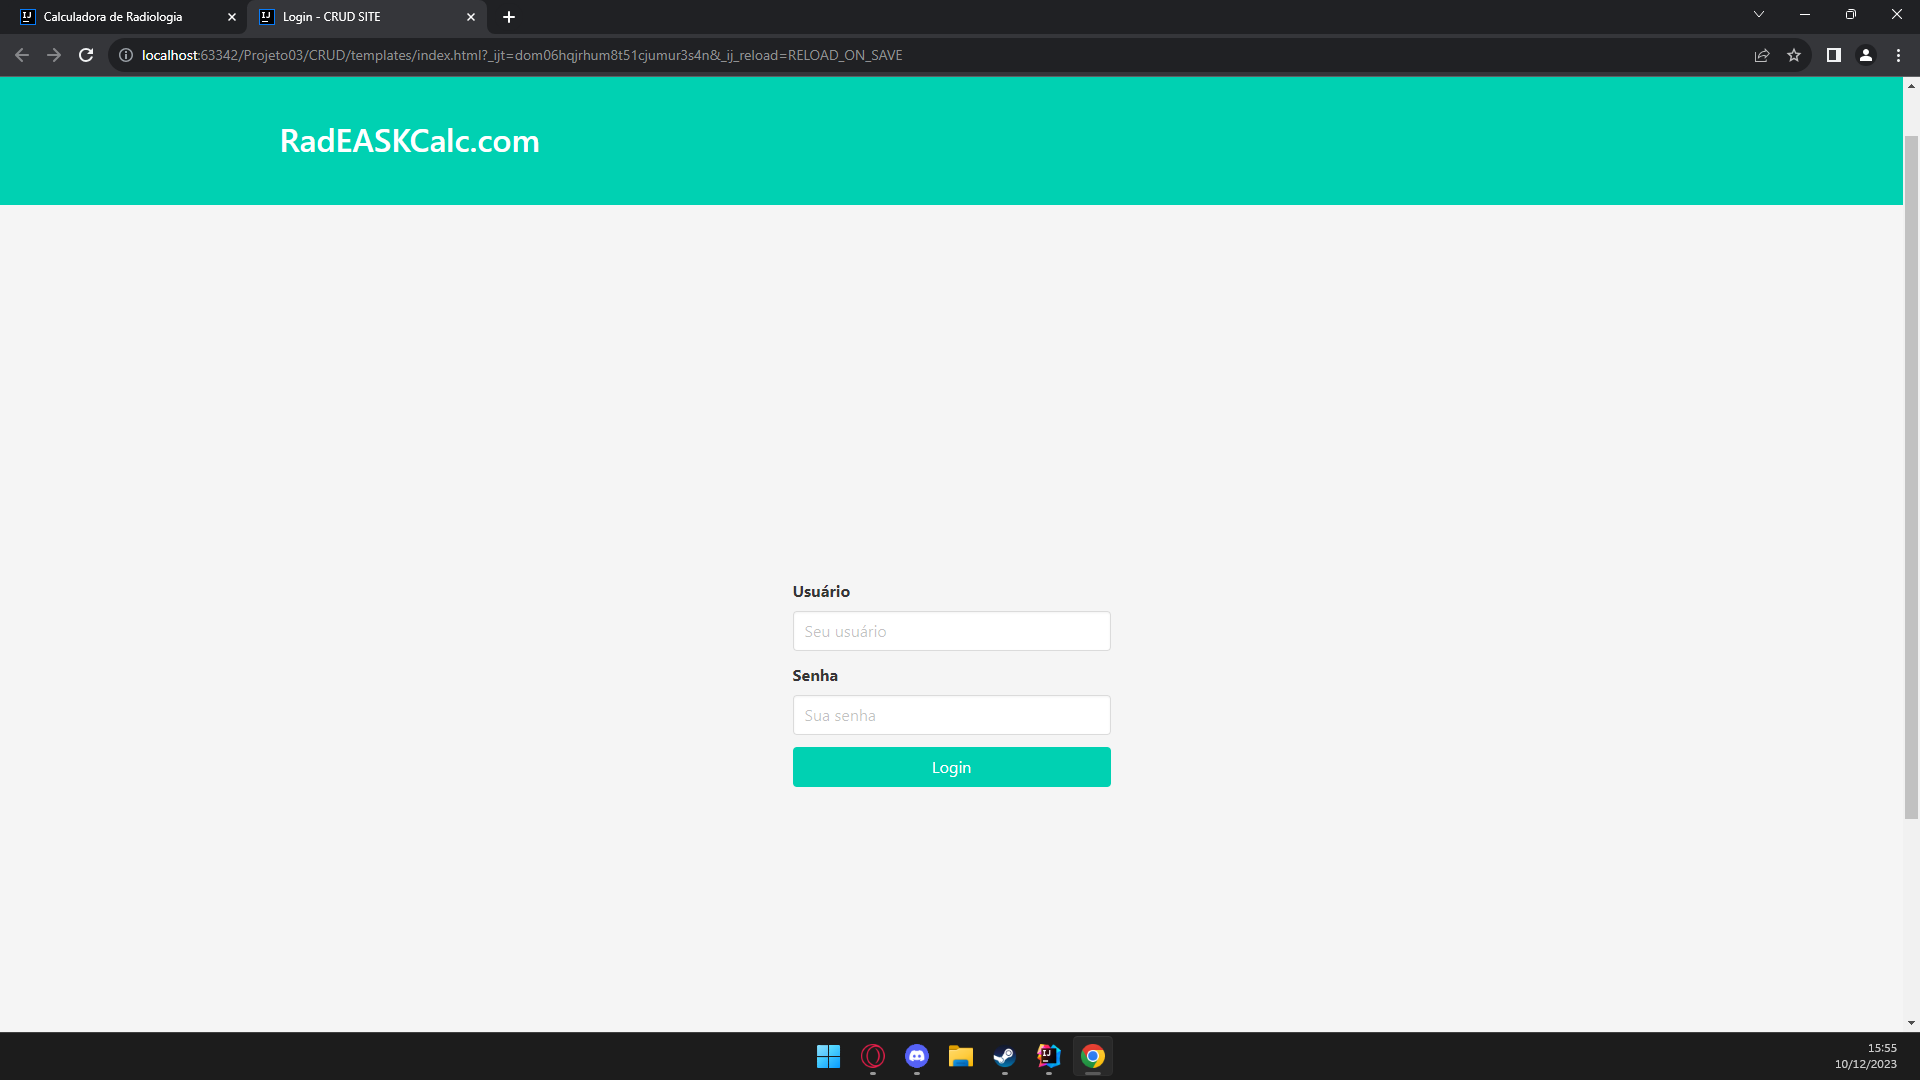 Calculadora de Radiologia
Login - CRUD SITE
localhost:63342/Projeto03/CRUD/templates/index.html?_ijt=dom06hqjrhum8t51cjumur3s4n&_ij_reload=RELOAD_ON_SAVE
RadEASKCalc.com
Usuário
Seu usuário
Senha
Sua senha
Login
15:55
10/12/2023